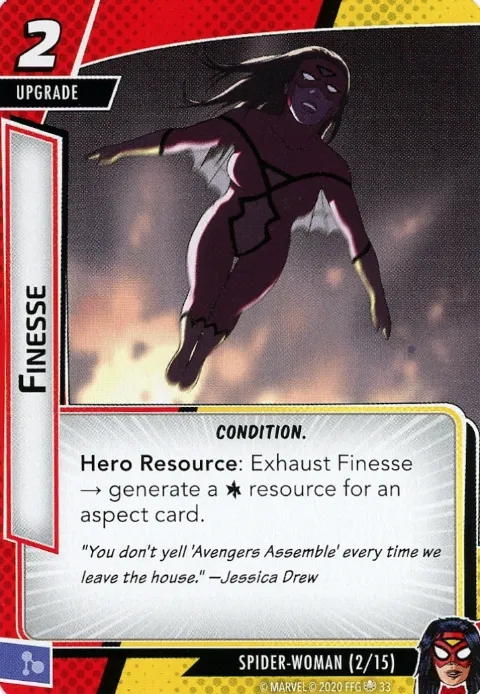 2
UPGRADE
FINESSE
CONDITION.
Hero Resource: Exhaust Finesse
→ generate a resource for an
aspect card.
"You don't yell 'Avengers Assemble' every time we
leave the house." —Jessica Drew
SPIDER-WOMAN (2/15)
© MARVEL © 2020 FFG 33